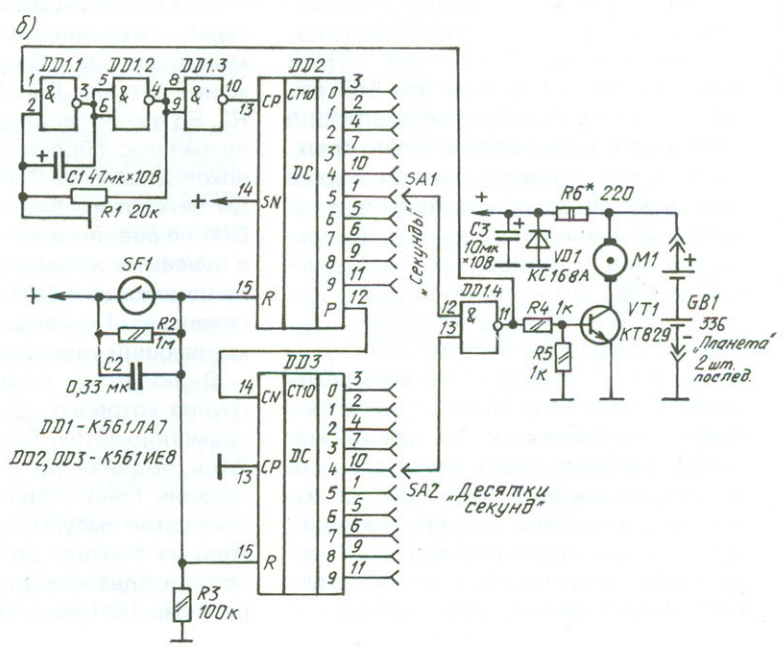 б)
DD1.1 DD1.2 DD1.3 DD2
1 2 & 3 5 6 & 4 8 9 & 10
13 CP CT10 DC
14 SN
15 R
3
2
2 4
3 7
4 10
5 1
6 5
7 6
8 9
9 11
P 12
+ C1 47мк×10В
R1 20к
SA1
„Секунды"
+
SF1
R2
1м
C2
0,33 мк
DD1 - К561ЛА7
DD2, DD3 - К561ИЕ8
DD3
14 CN CT10 DC
13 CP
15 R
0 3
1 2
2 4
3 7
4 10
5 1
6 5
7 6
8 9
9 11
R3
100к
SA2 „Десятки
секунд"
+
R6* 220
C3
10мк
×10В
+
VD1
КС168А
M1
DD1.4
12 13 & 11
R4 1к
R5
1к
VT1
КТ829
+
GB1
336
-
„Планета"
2 шт.
послед.